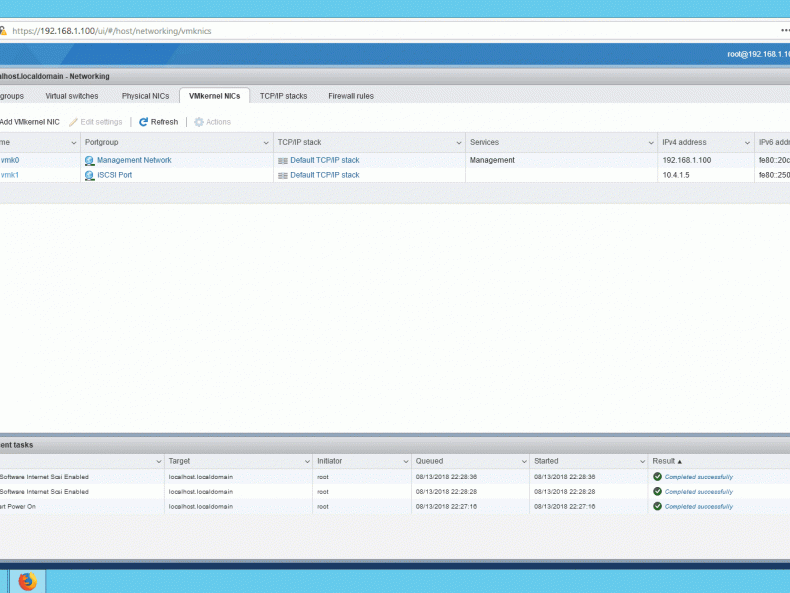 https://192.168.1.100/ui/#/host/networking/vmknics
root@192.168.1.10
alhost.localdomain - Networking
groups Virtual switches Physical NICs VMkernel NICs TCP/IP stacks Firewall rules
Add VMkernel NIC Edit settings Refresh Actions
me Portgroup TCP/IP stack Services IPv4 address IPv6 addr
vmk0 Management Network Default TCP/IP stack Management 192.168.1.100 fe80::20c
vmk1 iSCSI Port Default TCP/IP stack 10.4.1.5 fe80::250
ent tasks
Target Initiator Queued Started Result
Software Internet Scsi Enabled localhost.localdomain root 08/13/2018 22:28:36 08/13/2018 22:28:36 Completed successfully
Software Internet Scsi Enabled localhost.localdomain root 08/13/2018 22:28:28 08/13/2018 22:28:28 Completed successfully
rt Power On localhost.localdomain root 08/13/2018 22:27:16 08/13/2018 22:27:16 Completed successfully